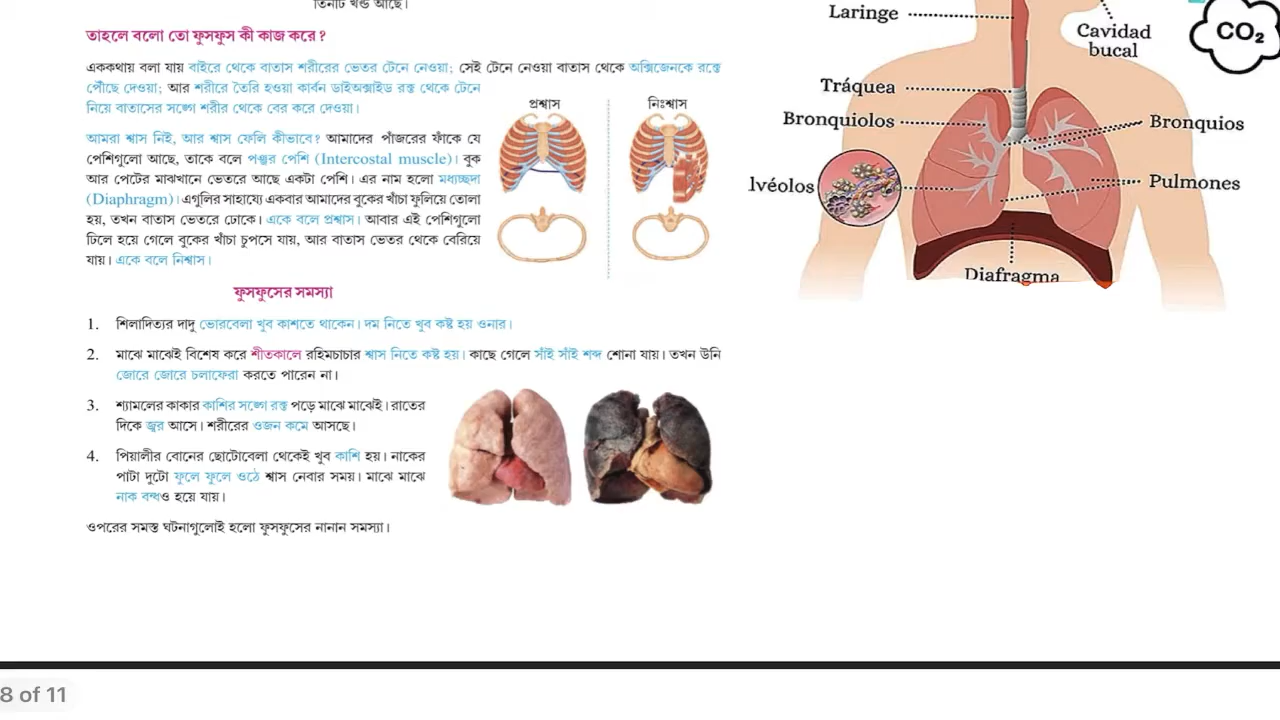 তিনটি খণ্ড আছে।
তাহলে বলো তো ফুসফুস কী কাজ করে?
এককথায় বলা যায় বাইরে থেকে বাতাস শরীরের ভেতর টেনে নেওয়া; সেই টেনে নেওয়া বাতাস থেকে অক্সিজেনকে রক্তে
পৌঁছে দেওয়া; আর শরীরে তৈরি হওয়া কার্বন ডাইঅক্সাইড রক্ত থেকে টেনে
নিয়ে বাতাসের সঙ্গে শরীর থেকে বের করে দেওয়া।
আমরা শ্বাস নিই, আর শ্বাস ফেলি কীভাবে? আমাদের পাঁজরের ফাঁকে যে
পেশিগুলো আছে, তাকে বলে পঞ্জর পেশি (Intercostal muscle)। বুক
আর পেটের মাঝখানে ভেতরে আছে একটা পেশি। এর নাম হলো মধ্যচ্ছদা
(Diaphragm)। এগুলির সাহায্যে একবার আমাদের বুকের খাঁচা ফুলিয়ে তোলা
হয়, তখন বাতাস ভেতরে ঢোকে। একে বলে প্রশ্বাস। আবার এই পেশিগুলো
ঢিলে হয়ে গেলে বুকের খাঁচা চুপসে যায়, আর বাতাস ভেতর থেকে বেরিয়ে
যায়। একে বলে নিশ্বাস।
প্রশ্বাস
নিঃশ্বাস
ফুসফুসের সমস্যা
1. শিলাদিত্যর দাদু ভোরবেলা খুব কাশতে থাকেন। দম নিতে খুব কষ্ট হয় ওনার।
2. মাঝে মাঝেই বিশেষ করে শীতকালে রহিমচাচার শ্বাস নিতে কষ্ট হয়। কাছে গেলে সাঁই সাঁই শব্দ শোনা যায়। তখন উনি
জোরে জোরে চলাফেরা করতে পারেন না।
3. শ্যামলের কাকার কাশির সঙ্গে রক্ত পড়ে মাঝে মাঝেই। রাতের
দিকে জ্বর আসে। শরীরের ওজন কমে আসছে।
4. পিয়ালীর বোনের ছোটোবেলা থেকেই খুব কাশি হয়। নাকের
পাটা দুটো ফুলে ফুলে ওঠে শ্বাস নেবার সময়। মাঝে মাঝে
নাক বন্ধও হয়ে যায়।
ওপরের সমস্ত ঘটনাগুলোই হলো ফুসফুসের নানান সমস্যা।
Laringe
Cavidad
bucal
CO₂
Tráquea
Bronquiolos
Bronquios
lvéolos
Pulmones
Diafragma
8 of 11